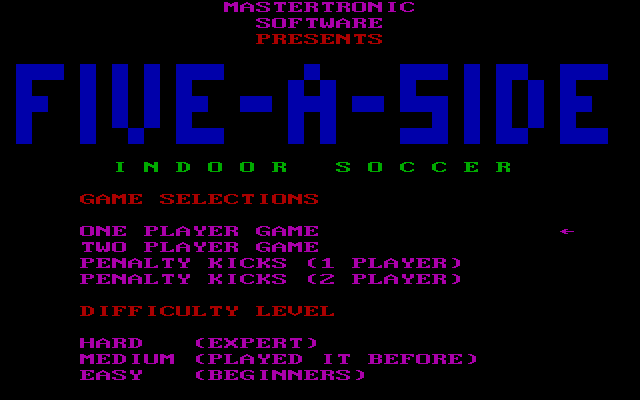 MASTERTRONIC
SOFTWARE
PRESENTS
FIVE-A-SIDE
INDOOR SOCCER
GAME SELECTIONS
ONE PLAYER GAME ←
TWO PLAYER GAME
PENALTY KICKS (1 PLAYER)
PENALTY KICKS (2 PLAYER)
DIFFICULTY LEVEL
HARD (EXPERT)
MEDIUM (PLAYED IT BEFORE)
EASY (BEGINNERS)